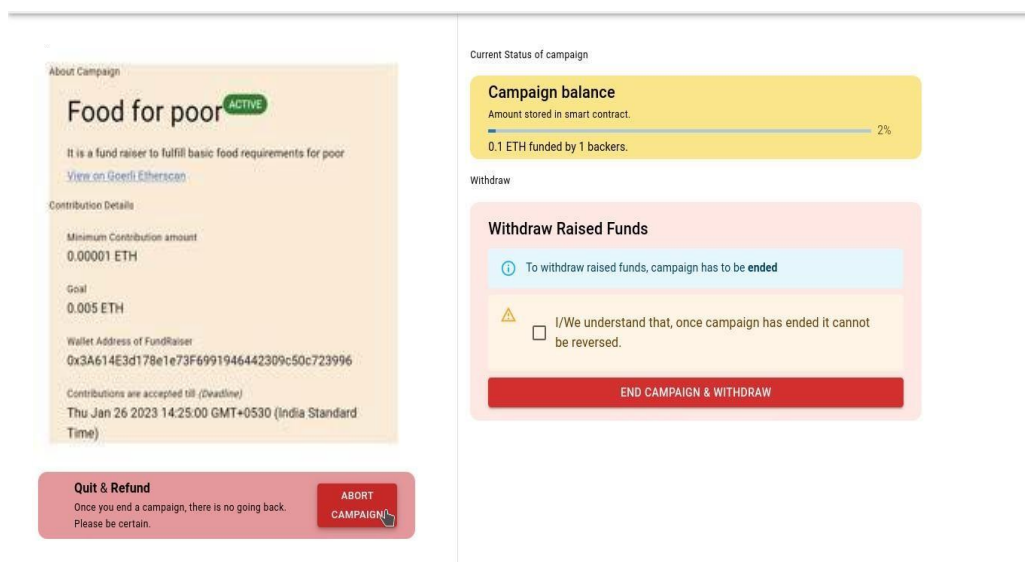 About Campaign
Food for poor ACTIVE
It is a fund raiser to fulfill basic food requirements for poor
View on Goerli Etherscan
Contribution Details
Minimum Contribution amount
0.00001 ETH
Goal
0.005 ETH
Wallet Address of FundRaiser
0x3A614E3d178e1e73F6991946442309c50c723996
Contributions are accepted till (Deadline)
Thu Jan 26 2023 14:25:00 GMT+0530 (India Standard
Time)
Quit & Refund
Once you end a campaign, there is no going back.
Please be certain.
ABORT
CAMPAIGN
Current Status of campaign
Campaign balance
Amount stored in smart contract.
2%
0.1 ETH funded by 1 backers.
Withdraw
Withdraw Raised Funds
To withdraw raised funds, campaign has to be ended
I/We understand that, once campaign has ended it cannot
be reversed.
END CAMPAIGN & WITHDRAW